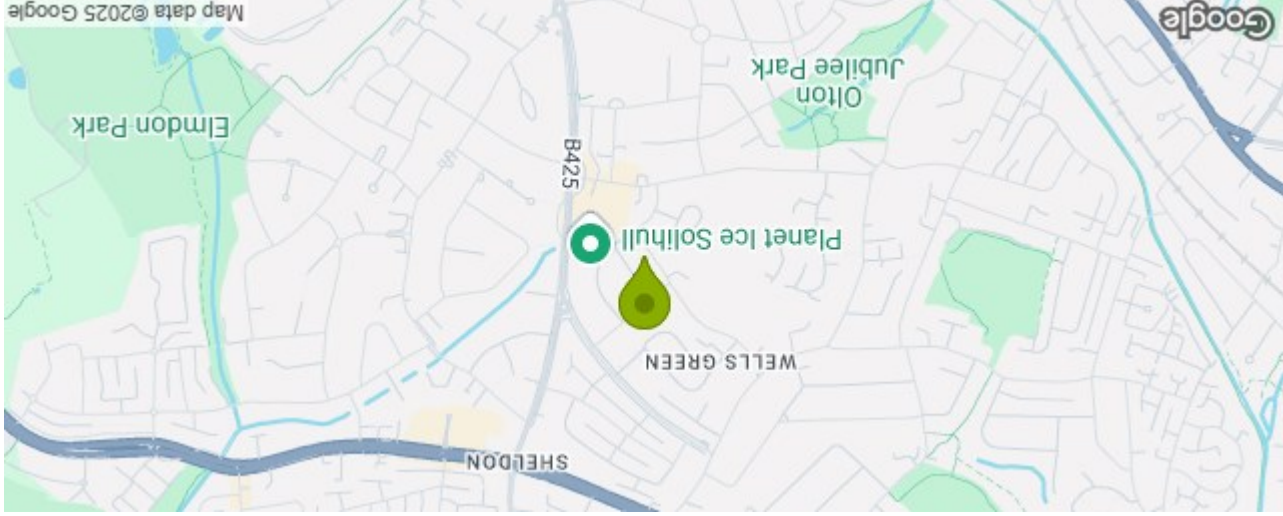 SHELDON
WELLS GREEN
Planet Ice Solihull
B425
Elmdon Park
Olton
Jubilee Park
Google
Map data ©2025 Google